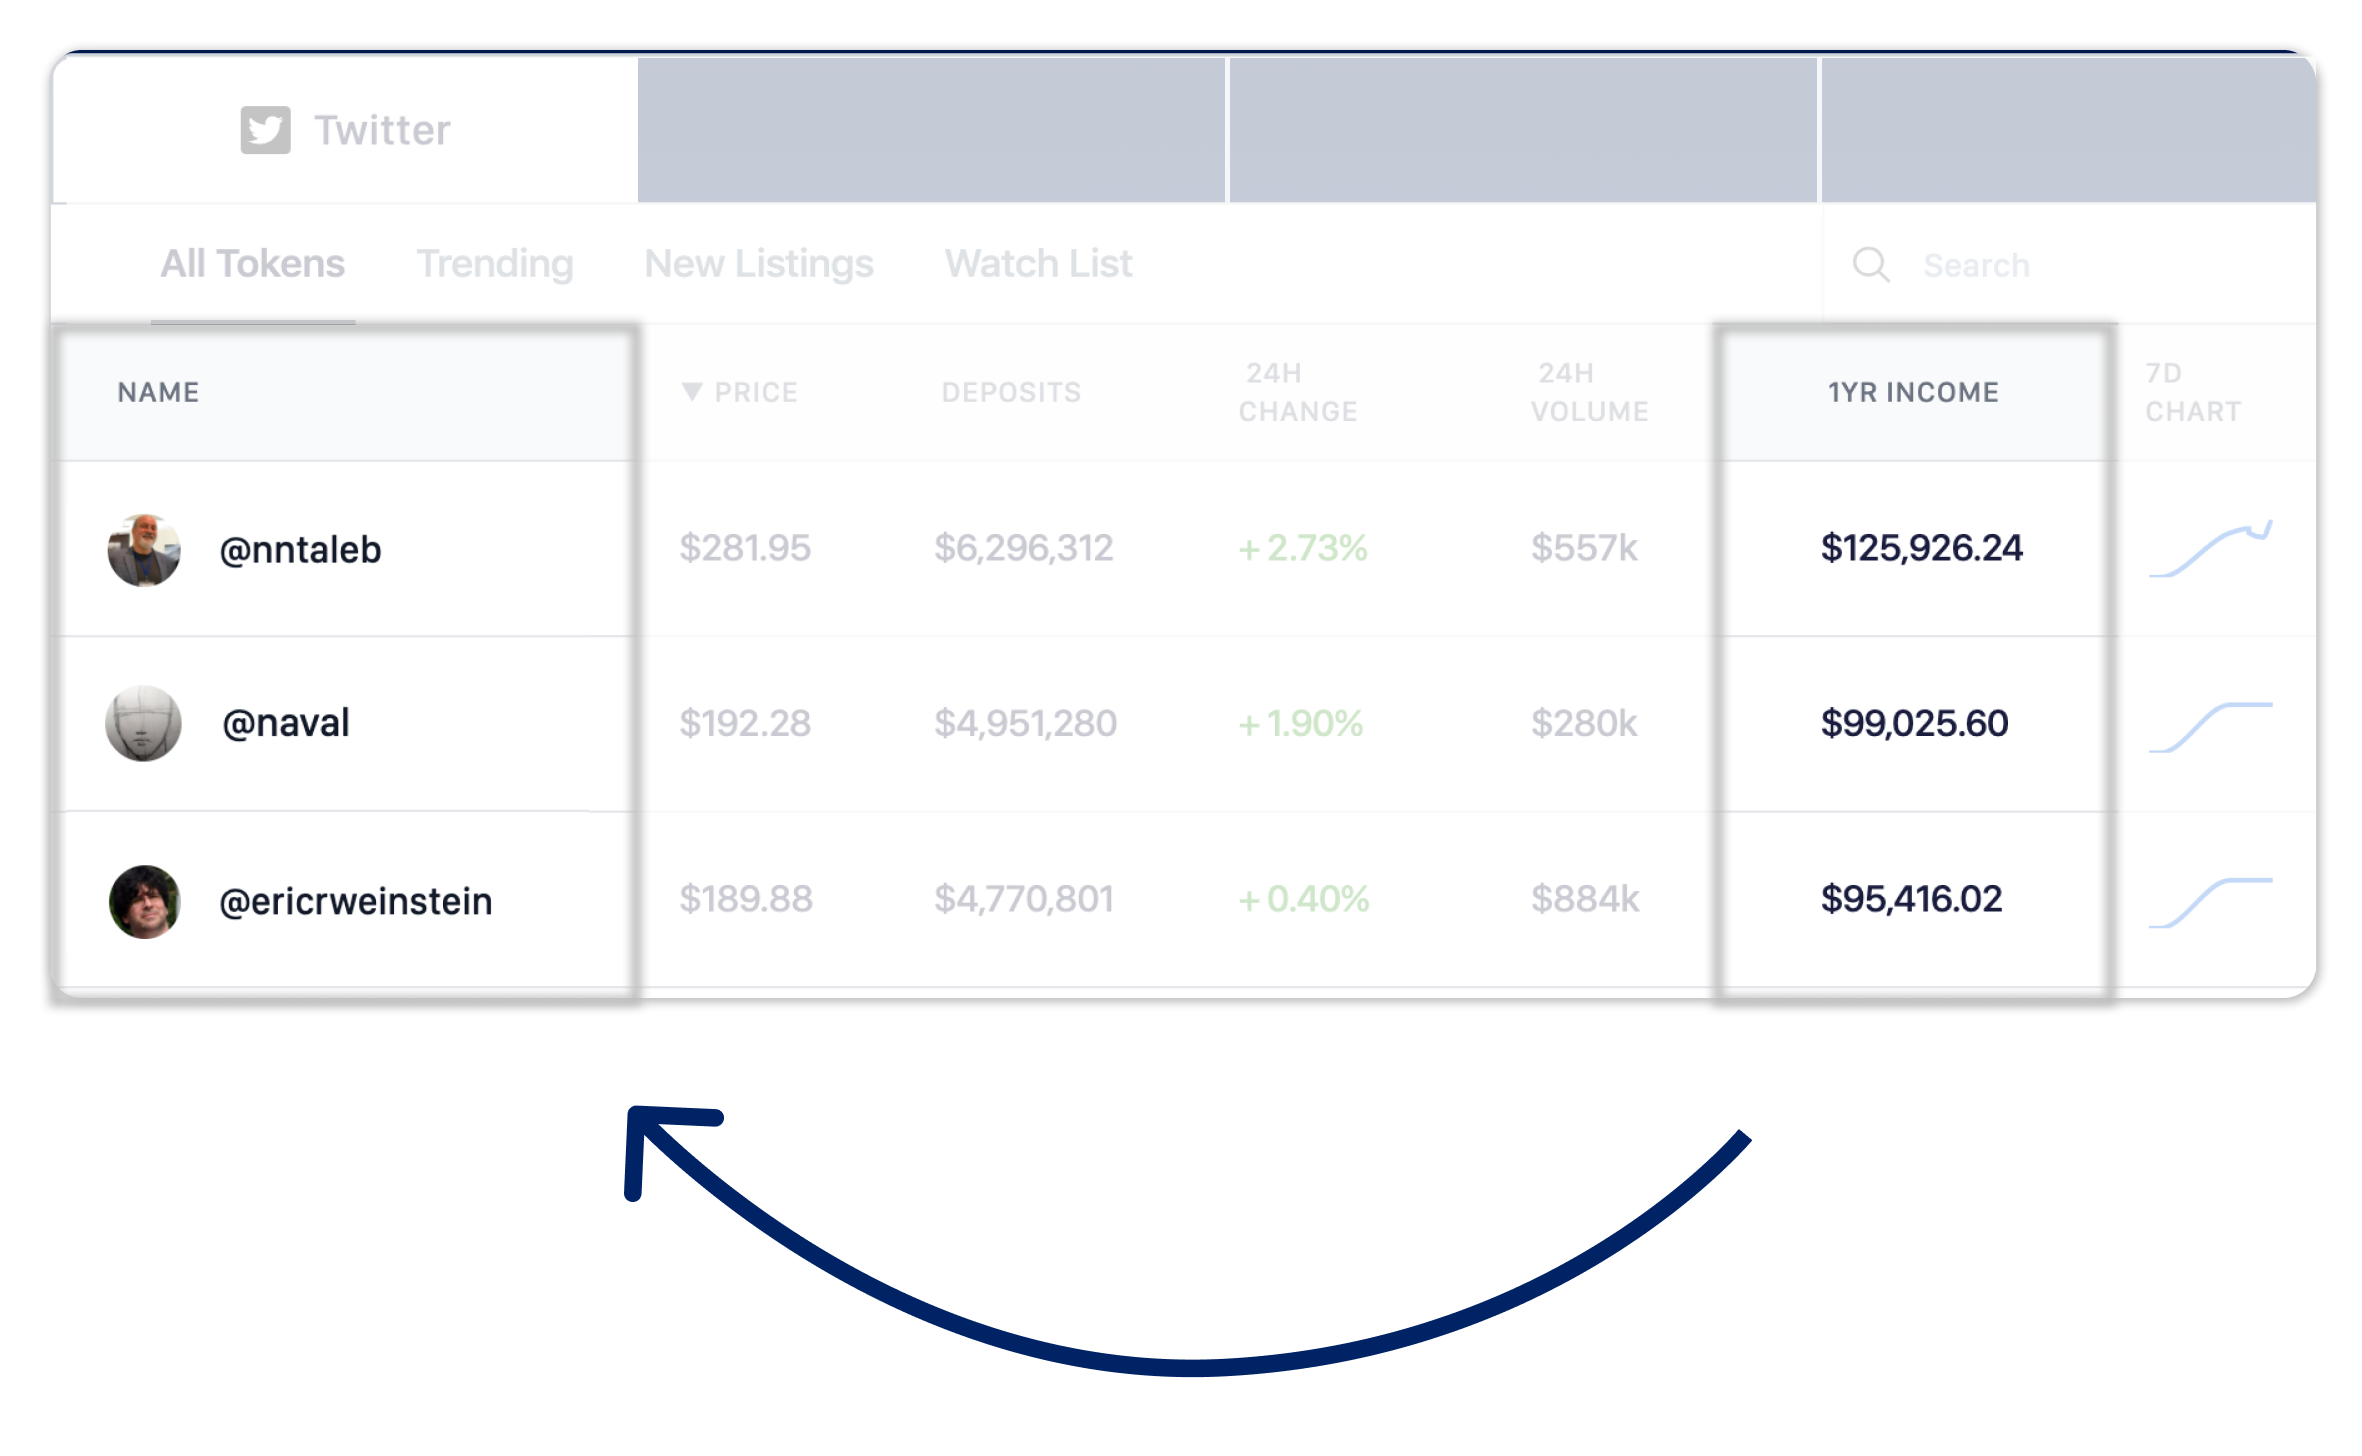 Twitter
All Tokens Trending New Listings Watch List Search
NAME ▼ PRICE DEPOSITS 24H CHANGE 24H VOLUME 1YR INCOME 7D CHART
@nntaleb $281.95 $6,296,312 + 2.73% $557k $125,926.24
@naval $192.28 $4,951,280 + 1.90% $280k $99,025.60
@ericrweinstein $189.88 $4,770,801 + 0.40% $884k $95,416.02